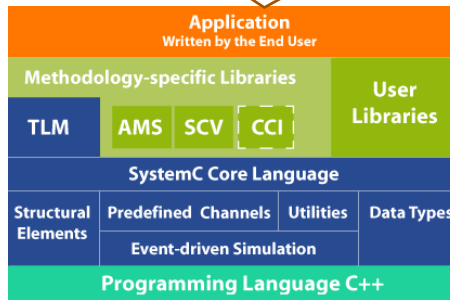 Application
Written by the End User
Methodology-specific Libraries
User
Libraries
TLM
AMS
SCV
CCI
SystemC Core Language
Structural
Elements
Predefined Channels
Utilities
Data Types
Event-driven Simulation
Programming Language C++